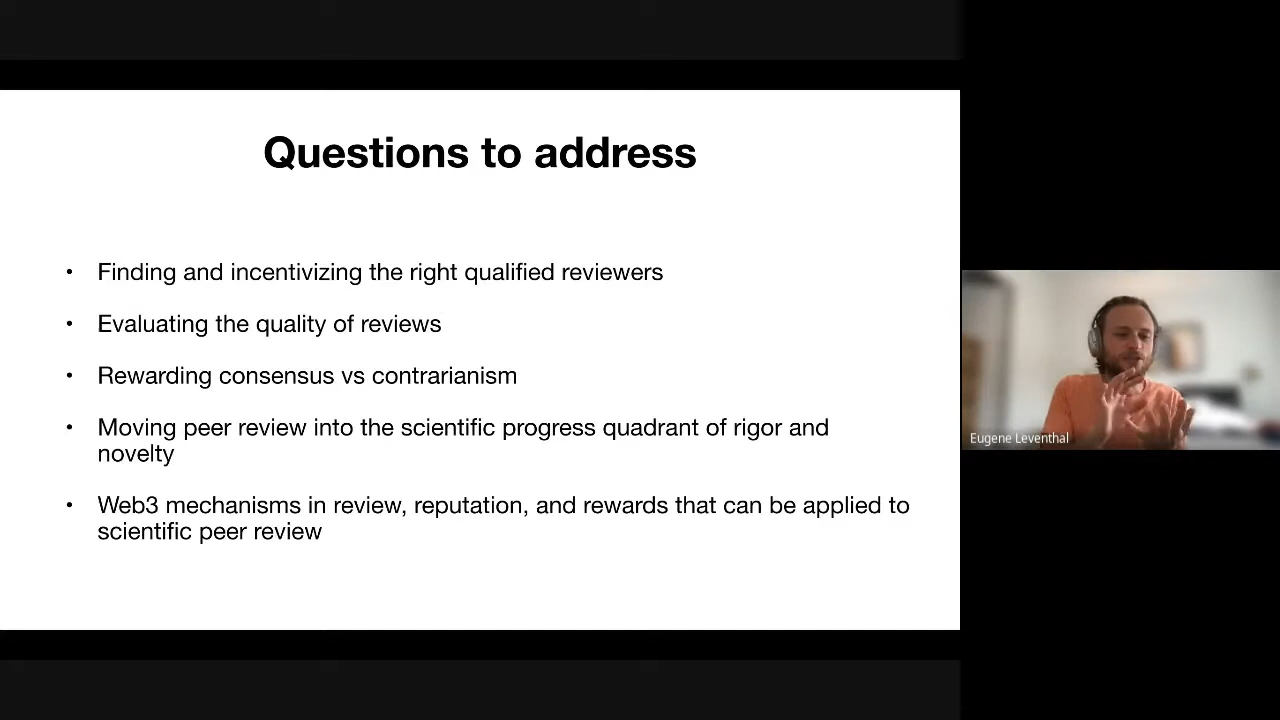 Questions to address
• Finding and incentivizing the right qualified reviewers
• Evaluating the quality of reviews
• Rewarding consensus vs contrarianism
• Moving peer review into the scientific progress quadrant of rigor and
novelty
• Web3 mechanisms in review, reputation, and rewards that can be applied to
scientific peer review
Eugene Leventhal